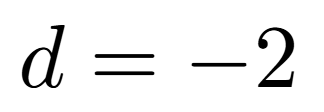 d = −2